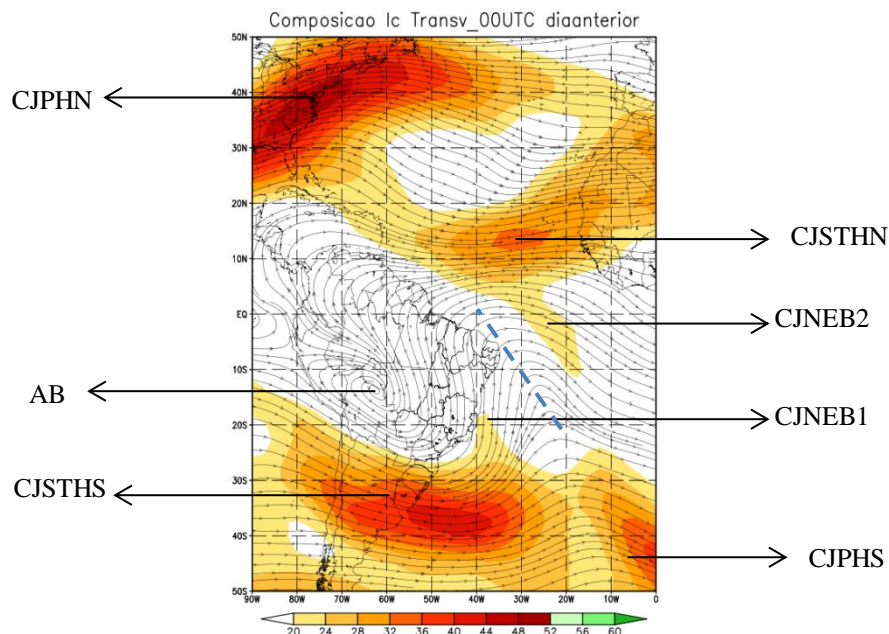 Composicao lc Transv_00UTC diaanterior
50N
40N
30N
20N
10N
EQ
10S
20S
30S
40S
50S
90W 80W 70W 60W 50W 40W 30W 20W 10W 0
20 24 28 32 36 40 44 48 52 56 60
CJPHN
AB
CJSTHS
CJSTHN
CJNEB2
CJNEB1
CJPHS